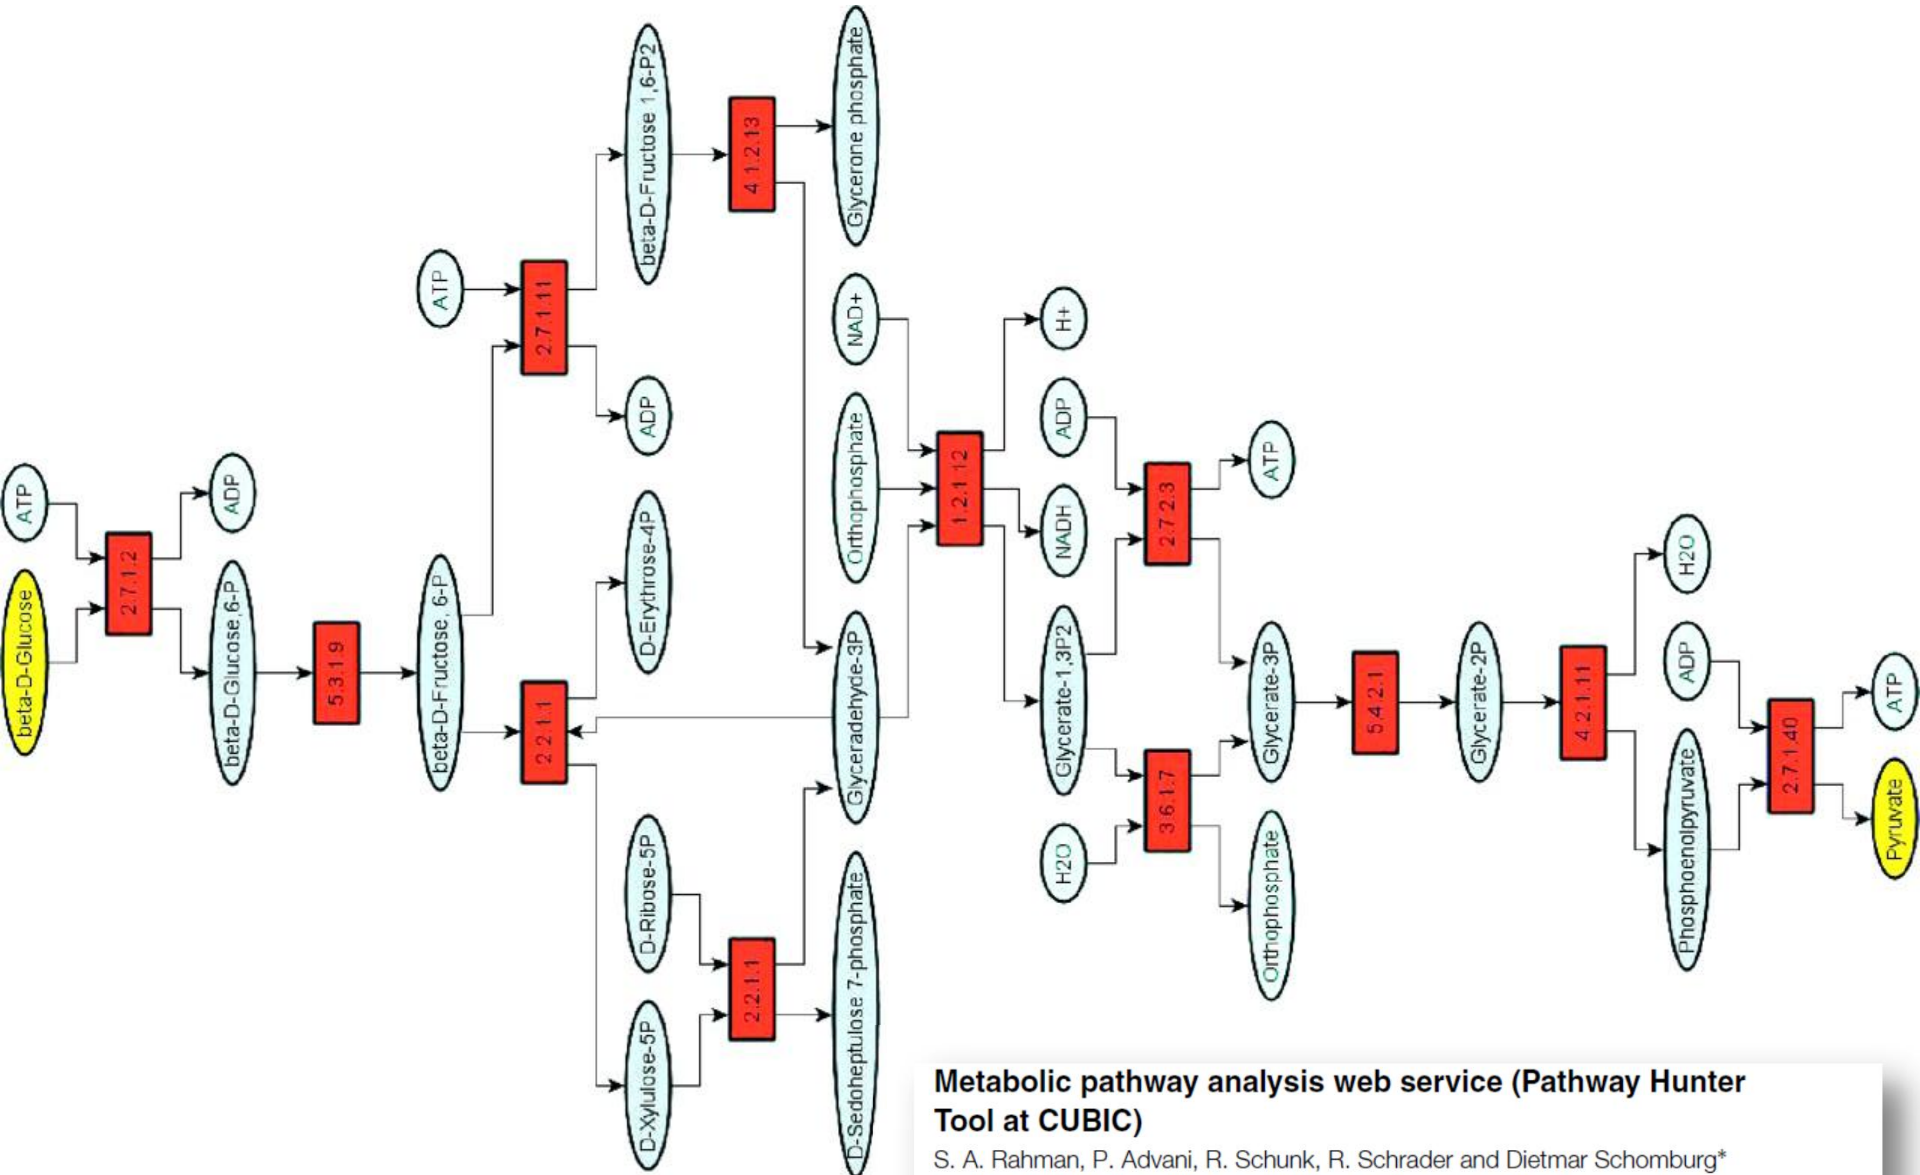 ATP
beta-D-Glucose
2.7.1.2
ADP
beta-D-Glucose,6-P
5.3.1.9
ATP
beta-D-Fructose, 6-P
2.7.1.11
2.2.1.1
beta-D-Fructose 1,6-P2
ADP
D-Erythrose-4P
D-Ribose-5P
D-Xylulose-5P
4.1.2.13
2.2.1.1
Glycerone phosphate
NAD+
Orthophosphate
Glyceradehyde-3P
D-Sedoheptulose 7-phosphate
1.2.1.12
H+
ADP
NADH
Glycerate-1,3P2
H2O
2.7.2.3
3.6.1.7
ATP
Glycerate-3P
Orthophosphate
5.4.2.1
Glycerate-2P
4.2.1.11
H2O
ADP
Phosphoenolpyruvate
2.7.1.40
ATP
Pyruvate
Metabolic pathway analysis web service (Pathway Hunter
Tool at CUBIC)
S. A. Rahman, P. Advani, R. Schunk, R. Schrader and Dietmar Schomburg*